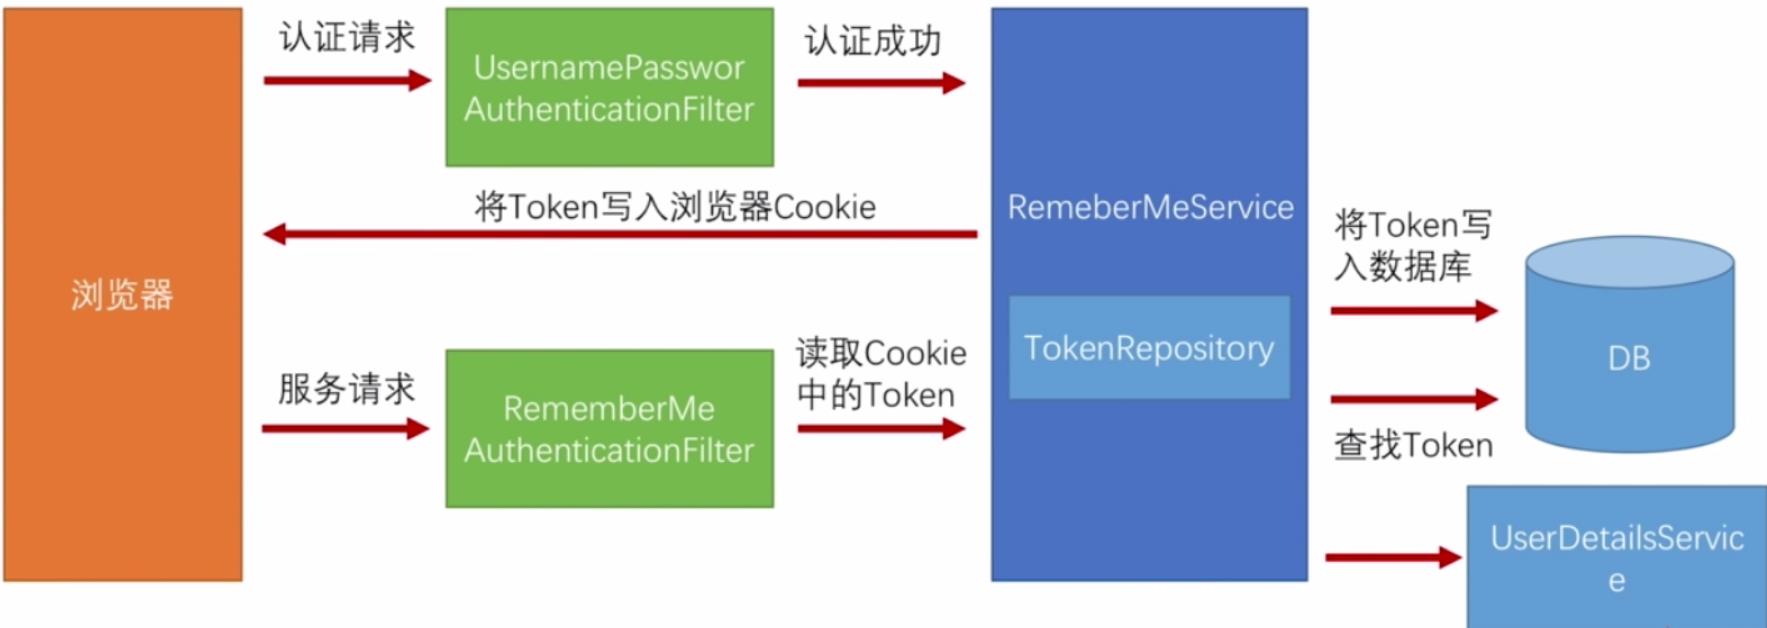 认证请求
UsernamePasswor
AuthenticationFilter
认证成功
将Token写入浏览器Cookie
RemeberMeService
将Token写
入数据库
浏览器
TokenRepository
DB
服务请求
RememberMe
AuthenticationFilter
读取Cookie
中的Token
查找Token
UserDetailsServic
e